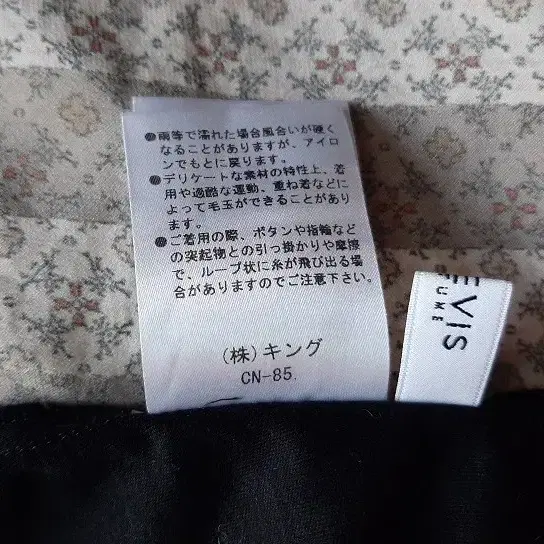 ●雨等で濡れた場合風合いが硬く
なることがありますが、アイロ
ンでもとに戻ります。
●デリケートな素材の特性上、着
用や過酷な運動、重ね着などに
よって毛玉ができることがあり
ます。
●ご着用の際、ボタンや指輪など
の突起物との引っ掛かりや摩擦
で、ループ状に糸が飛び出る場
合がありますのでご注意下さい。
(株)キング
CN-85.
EVIS
UME